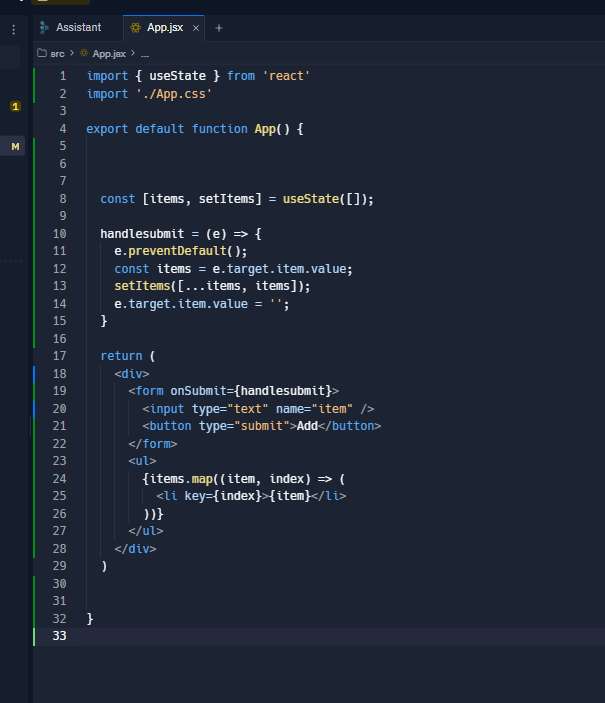 Assistant
App.jsx × +
src > App.jsx > ...
1
M
1 import { useState } from 'react'
2 import './App.css'
3
4 export default function App() {
5
6
7
8 const [items, setItems] = useState([]);
9
10 handlesubmit = (e) => {
11 e.preventDefault();
12 const items = e.target.item.value;
13 setItems([...items, items]);
14 e.target.item.value = '';
15 }
16
17 return (
18 <div>
19 <form onSubmit={handlesubmit}>
20 <input type="text" name="item" />
21 <button type="submit">Add</button>
22 </form>
23 <ul>
24 {items.map((item, index) => (
25 <li key={index}>{item}</li>
26 ))}
27 </ul>
28 </div>
29 )
30
31
32 }
33